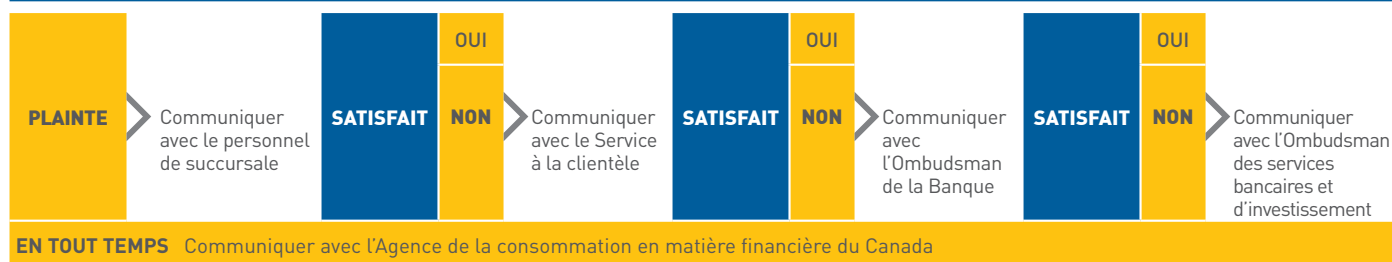 PLAINTE
Communiquer
avec le personnel
de succursale
SATISFAIT
OUI
NON
Communiquer
avec le Service
à la clientèle
SATISFAIT
OUI
NON
Communiquer
avec
l’Ombudsman
de la Banque
SATISFAIT
OUI
NON
Communiquer
avec l’Ombudsman
des services
bancaires et
d’investissement
EN TOUT TEMPS Communiquer avec l’Agence de la consommation en matière financière du Canada